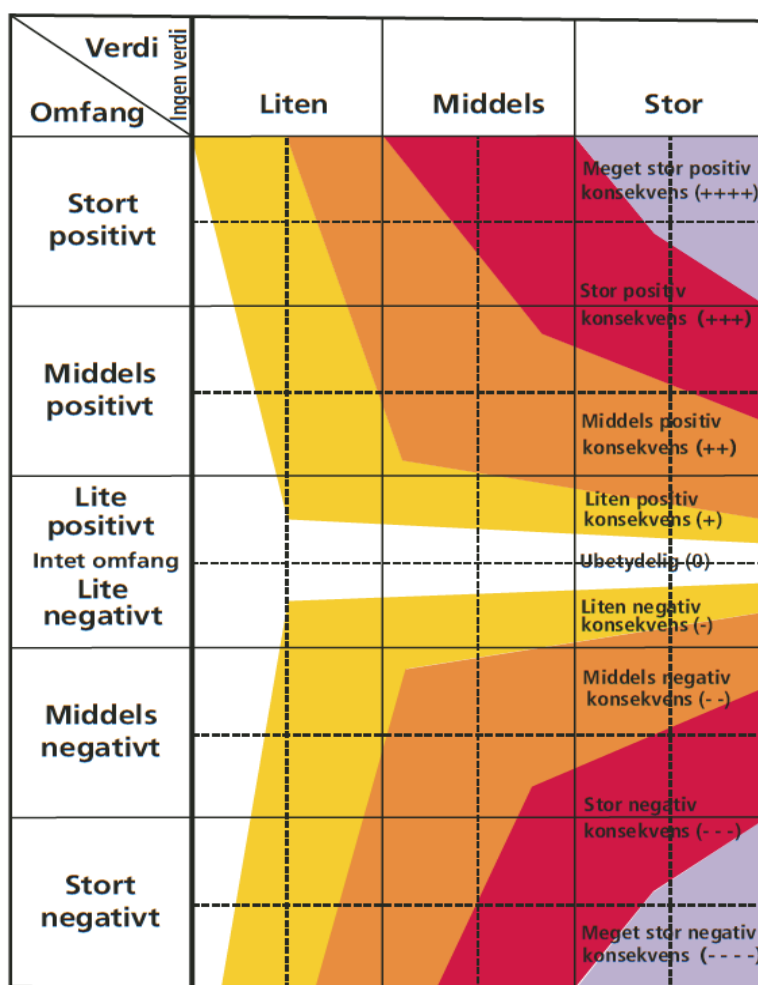 Verdi
Omfang
Ingen verdi
Liten
Middels
Stor
Stort
positivt
Meget stor positiv
konsekvens (++++)
Stor positiv
konsekvens (+++)
Middels
positivt
Middels positiv
konsekvens (++)
Lite
positivt
Liten positiv
konsekvens (+)
Intet omfang
Ubetydelig (0)
Lite
negativt
Liten negativ
konsekvens (-)
Middels
negativt
Middels negativ
konsekvens (- -)
Stor negativ
konsekvens (- - -)
Stort
negativt
Meget stor negativ
konsekvens (- - - -)